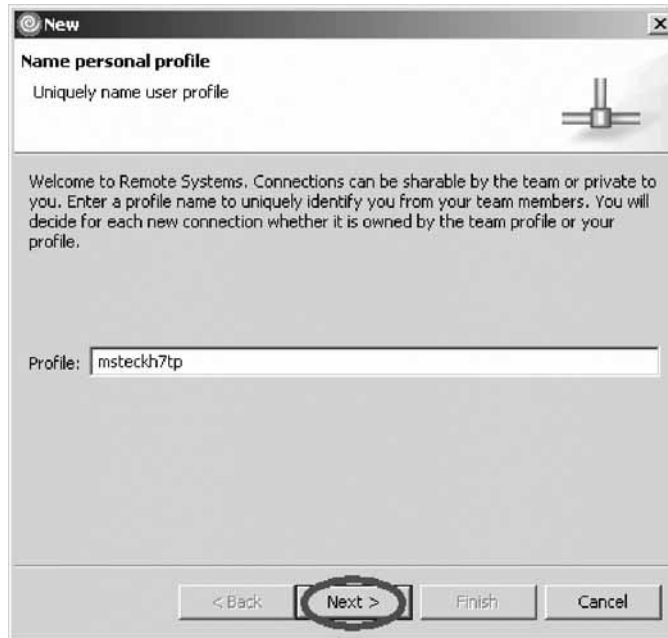 New
Name personal profile
Uniquely name user profile
Welcome to Remote Systems. Connections can be sharable by the team or private to
you. Enter a profile name to uniquely identify you from your team members. You will
decide for each new connection whether it is owned by the team profile or your
profile.
Profile: msteckh7tp
< Back Next > Finish Cancel